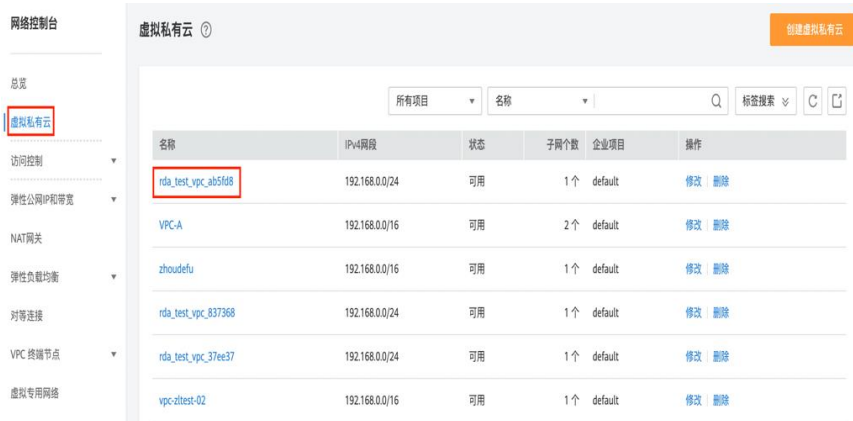 网络控制台
总览
虚拟私有云
访问控制
弹性公网IP和带宽
NAT网关
弹性负载均衡
对等连接
VPC 终端节点
虚拟专用网络
虚拟私有云 ?
创建虚拟私有云
所有项目 名称 标签搜索
名称 IPv4网段 状态 子网个数 企业项目 操作
rda_test_vpc_ab5fd8 192.168.0.0/24 可用 1 个 default 修改 删除
VPC-A 192.168.0.0/16 可用 2 个 default 修改 删除
zhoudefu 192.168.0.0/16 可用 1 个 default 修改 删除
rda_test_vpc_837368 192.168.0.0/24 可用 1 个 default 修改 删除
rda_test_vpc_37ee37 192.168.0.0/24 可用 1 个 default 修改 删除
vpc-zltest-02 192.168.0.0/16 可用 1 个 default 修改 删除